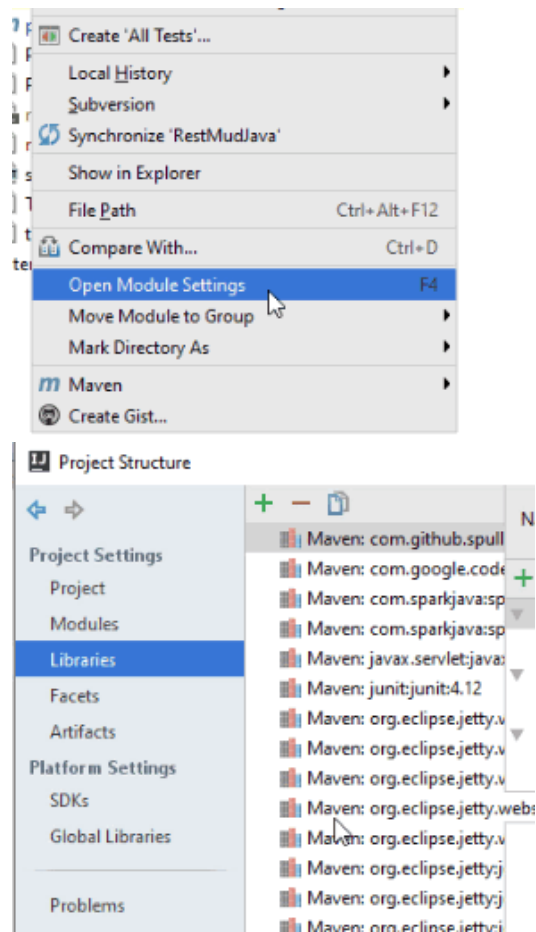 Create 'All Tests'...
Local History
Subversion
Synchronize 'RestMudJava'
Show in Explorer
File Path Ctrl+Alt+F12
Compare With... Ctrl+D
Open Module Settings F4
Move Module to Group
Mark Directory As
Maven
Create Gist...
Project Structure
Project Settings
Project
Modules
Libraries
Facets
Artifacts
Platform Settings
SDKs
Global Libraries
Problems
Maven: com.github.spull
Maven: com.google.code
Maven: com.sparkjava:sp
Maven: com.sparkjava:sp
Maven: javax.servlet:javax
Maven: junit:junit:4.12
Maven: org.eclipse.jetty.w
Maven: org.eclipse.jetty.w
Maven: org.eclipse.jetty.w
Maven: org.eclipse.jetty.webs
Maven: org.eclipse.jetty.w
Maven: org.eclipse.jetty:j
Maven: org.eclipse.jetty:j
Maven: org.eclipse.jetty:j